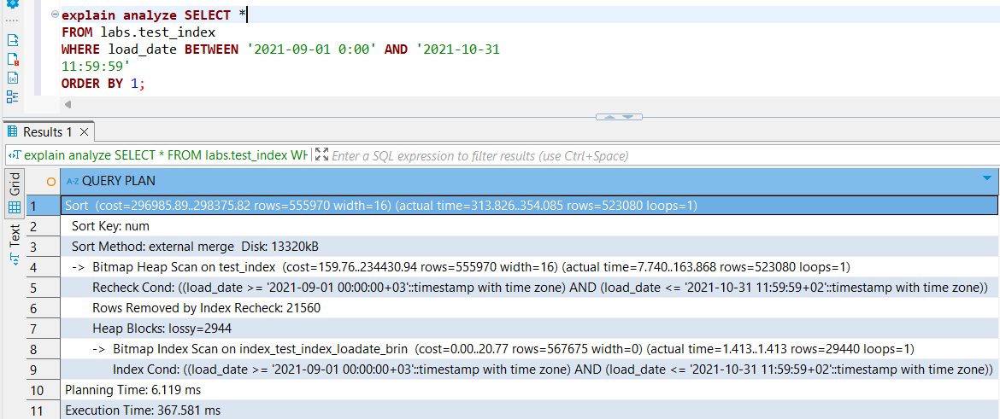 explain analyze SELECT *
FROM labs.test_index
WHERE load_date BETWEEN '2021-09-01 0:00' AND '2021-10-31
11:59:59'
ORDER BY 1;
Results 1
explain analyze SELECT * FROM labs.test_index WH
Enter a SQL expression to filter results (use Ctrl+Space)
Grid
Text
A-Z QUERY PLAN
1 Sort (cost=296985.89..298375.82 rows=555970 width=16) (actual time=313.826..354.085 rows=523080 loops=1)
2 Sort Key: num
3 Sort Method: external merge Disk: 13320kB
4 -> Bitmap Heap Scan on test_index (cost=159.76..234430.94 rows=555970 width=16) (actual time=7.740..163.868 rows=523080 loops=1)
5 Recheck Cond: ((load_date >= '2021-09-01 00:00:00+03'::timestamp with time zone) AND (load_date <= '2021-10-31 11:59:59+02'::timestamp with time zone))
6 Rows Removed by Index Recheck: 21560
7 Heap Blocks: lossy=2944
8 -> Bitmap Index Scan on index_test_index_loadate_brin (cost=0.00..20.77 rows=567675 width=0) (actual time=1.413..1.413 rows=29440 loops=1)
9 Index Cond: ((load_date >= '2021-09-01 00:00:00+03'::timestamp with time zone) AND (load_date <= '2021-10-31 11:59:59+02'::timestamp with time zone))
10 Planning Time: 6.119 ms
11 Execution Time: 367.581 ms